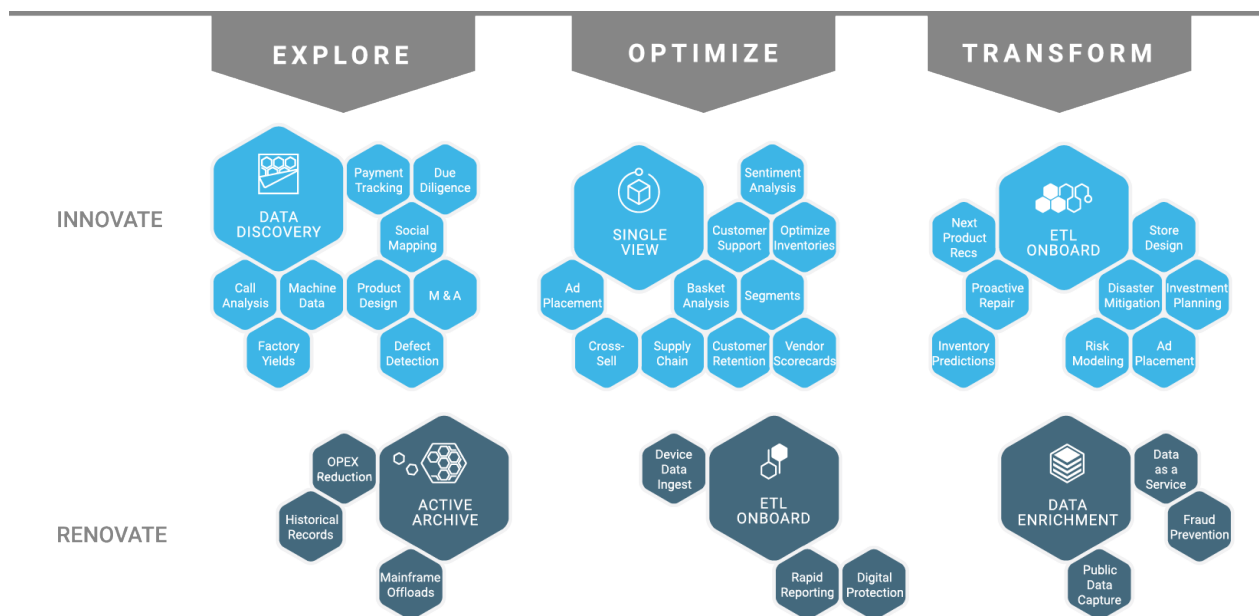 EXPLORE
OPTIMIZE
TRANSFORM
INNOVATE
DATA
DISCOVERY
Payment
Tracking
Due
Diligence
Social
Mapping
Call
Analysis
Machine
Data
Product
Design
M & A
Factory
Yields
Defect
Detection
SINGLE
VIEW
Sentiment
Analysis
Customer
Support
Optimize
Inventories
Ad
Placement
Basket
Analysis
Segments
Cross-
Sell
Supply
Chain
Customer
Retention
Vendor
Scorecards
ETL
ONBOARD
Next
Product
Recs
Store
Design
Proactive
Repair
Disaster
Mitigation
Investment
Planning
Inventory
Predictions
Risk
Modeling
Ad
Placement
RENOVATE
OPEX
Reduction
ACTIVE
ARCHIVE
Historical
Records
Mainframe
Offloads
Device
Data
Ingest
ETL
ONBOARD
Rapid
Reporting
Digital
Protection
DATA
ENRICHMENT
Data
as a
Service
Fraud
Prevention
Public
Data
Capture